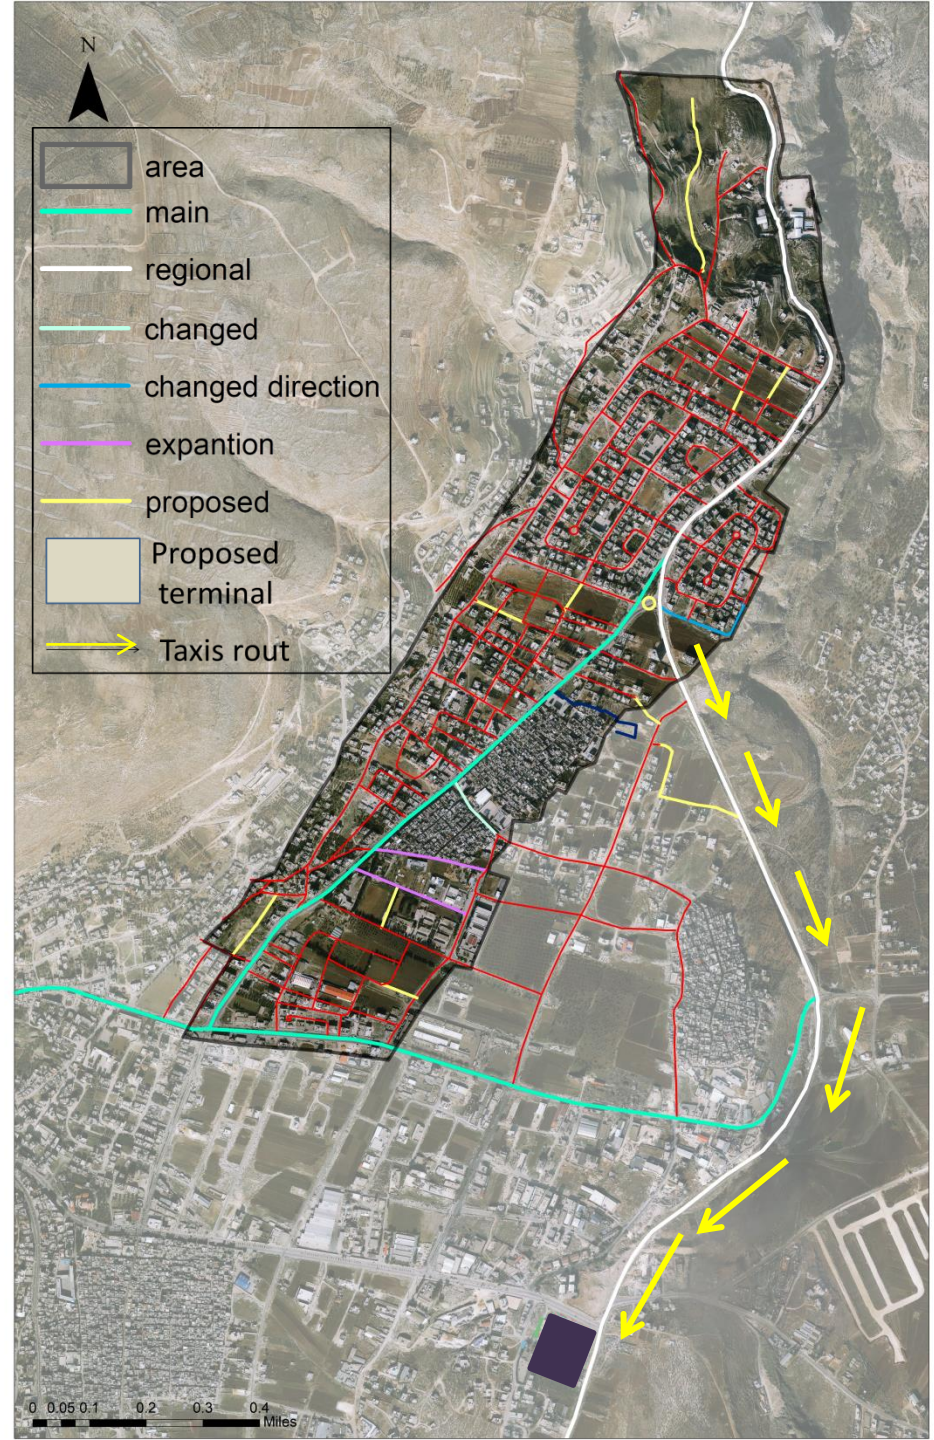 N
area
main
regional
changed
changed direction
expantion
proposed
Proposed
terminal
Taxis rout
0 0.05 0.1 0.2 0.3 0.4
Miles